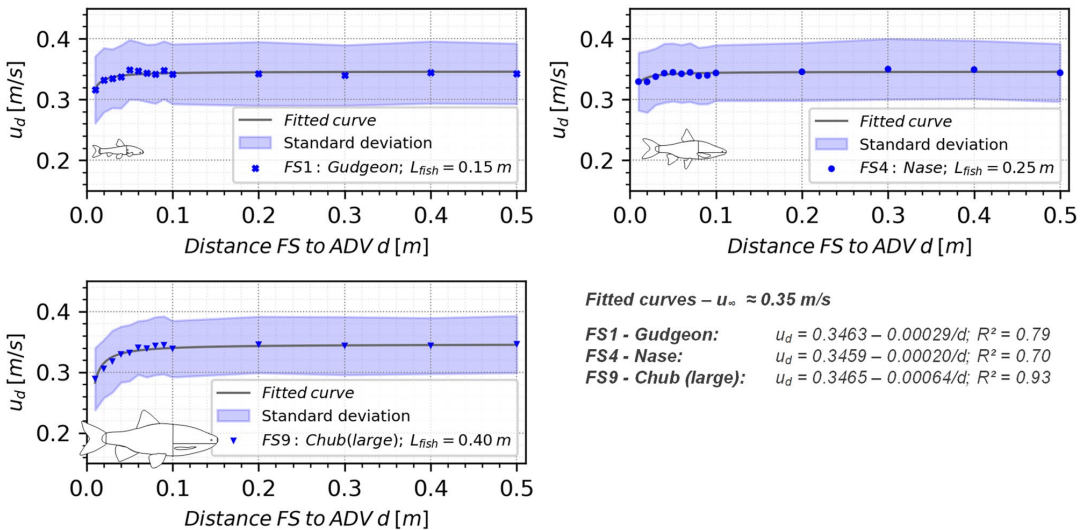 0.4
0.3
0.2
u_d [m/s]
Fitted curve
Standard deviation
FS1 : Gudgeon; L_fish = 0.15 m
0.0 0.1 0.2 0.3 0.4 0.5
Distance FS to ADV d [m]
0.4
0.3
0.2
u_d [m/s]
Fitted curve
Standard deviation
FS4 : Nase; L_fish = 0.25 m
0.0 0.1 0.2 0.3 0.4 0.5
Distance FS to ADV d [m]
0.4
0.3
0.2
u_d [m/s]
Fitted curve
Standard deviation
FS9 : Chub(large); L_fish = 0.40 m
0.0 0.1 0.2 0.3 0.4 0.5
Distance FS to ADV d [m]
Fitted curves – u∞ ≈ 0.35 m/s
FS1 - Gudgeon: u_d = 0.3463 – 0.00029/d; R² = 0.79
FS4 - Nase: u_d = 0.3459 – 0.00020/d; R² = 0.70
FS9 - Chub (large): u_d = 0.3465 – 0.00064/d; R² = 0.93